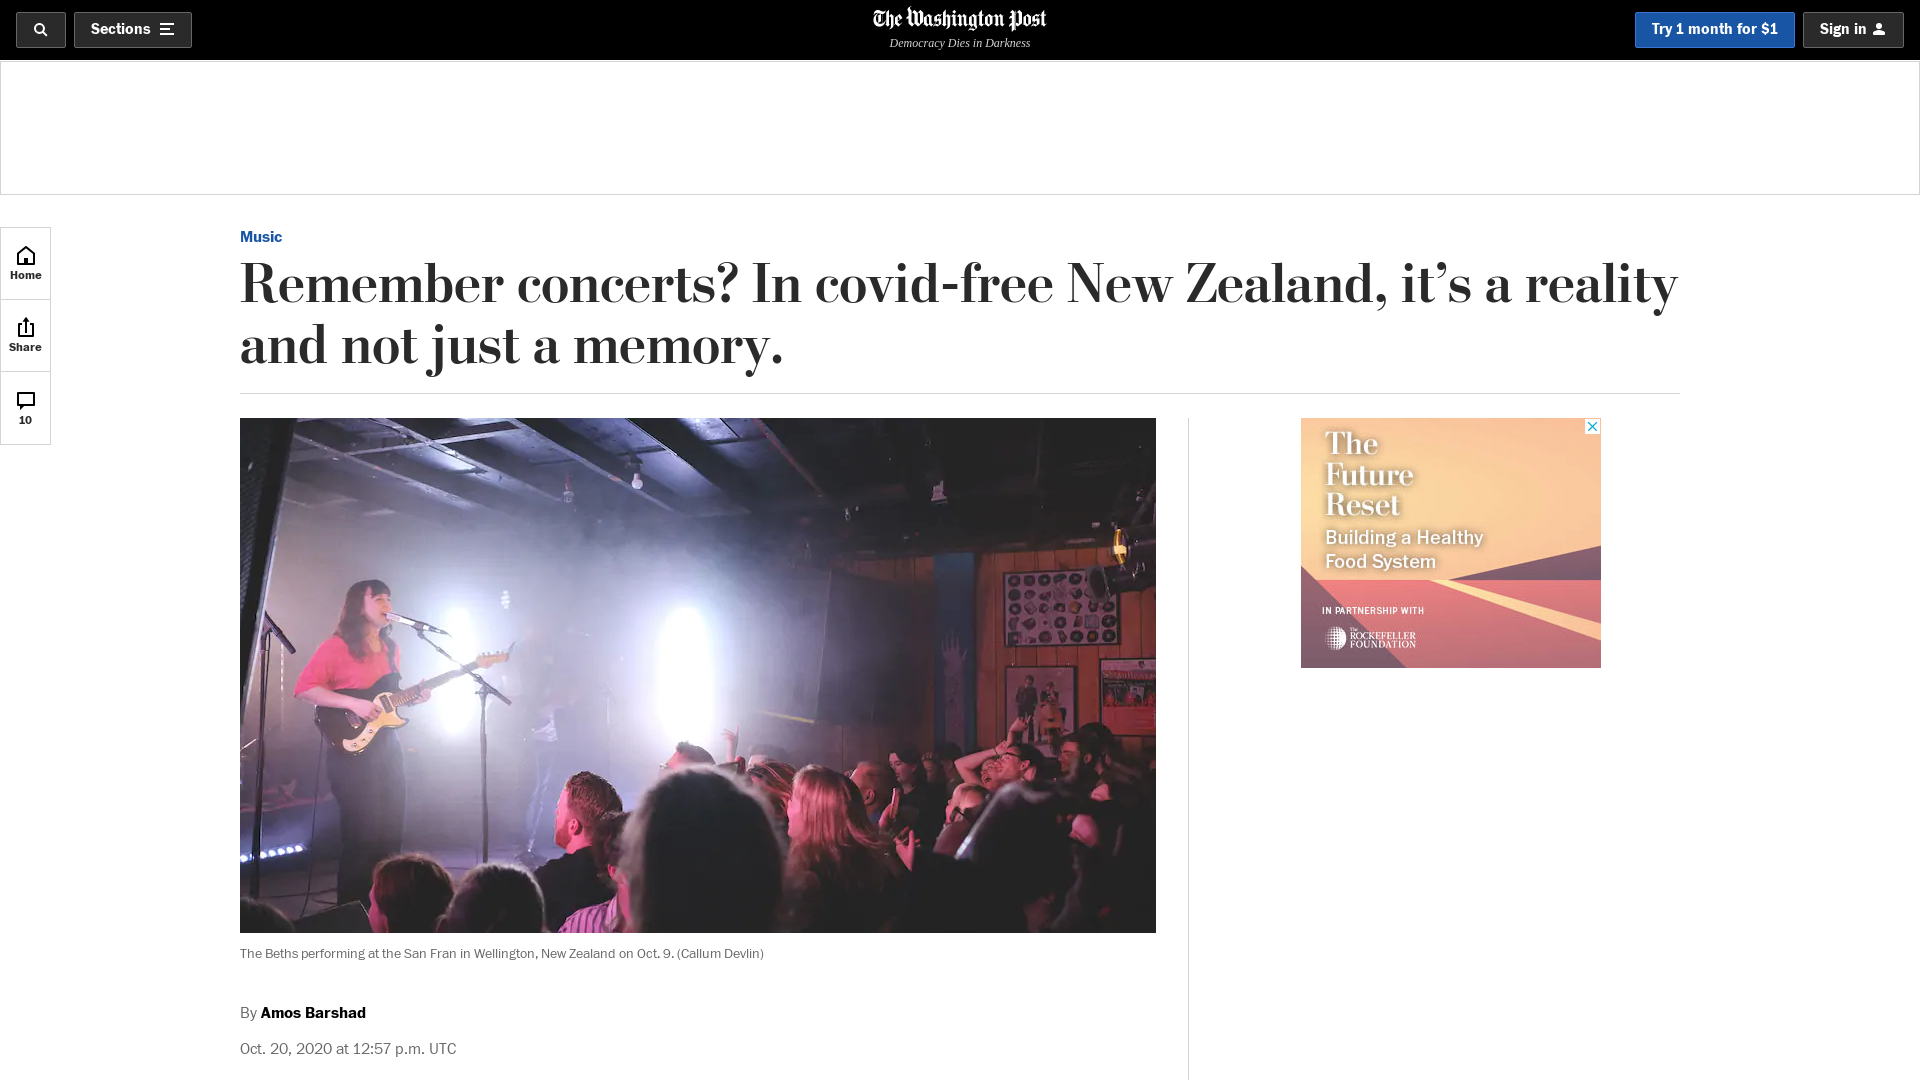 Sections
The Washington Post
Democracy Dies in Darkness
Try 1 month for $1
Sign in
Home
Share
10
Music
Remember concerts? In covid-free New Zealand, it’s a reality
and not just a memory.
The Beths performing at the San Fran in Wellington, New Zealand on Oct. 9. (Callum Devlin)
By Amos Barshad
Oct. 20, 2020 at 12:57 p.m. UTC
The
Future
Reset
Building a Healthy
Food System
IN PARTNERSHIP WITH
The
ROCKEFELLER
FOUNDATION